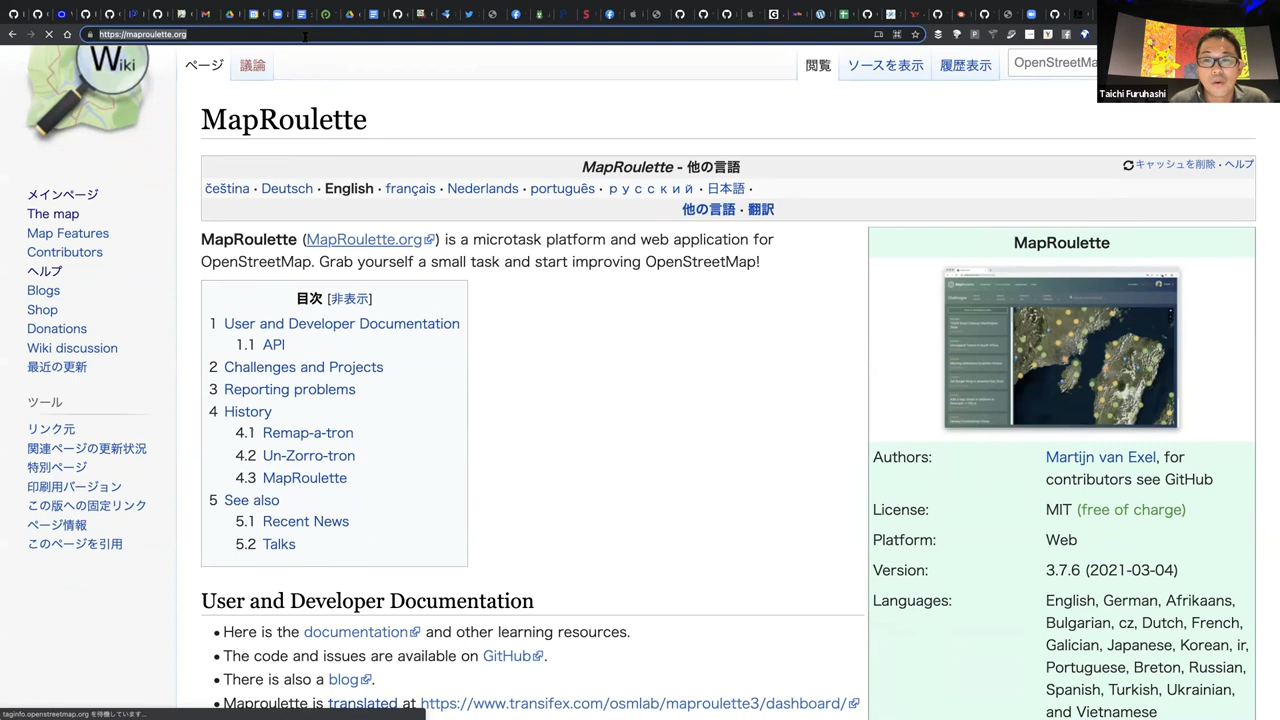 https://maproulette.org
Wiki
ページ
議論
閲覧
ソースを表示
履歴表示
OpenStreetMa
Taichi Furuhashi
メインページ
The map
Map Features
Contributors
ヘルプ
Blogs
Shop
Donations
Wiki discussion
最近の更新
ツール
リンク元
関連ページの更新状況
特別ページ
印刷用バージョン
この版への固定リンク
ページ情報
このページを引用
MapRoulette
MapRoulette - 他の言語
キャッシュを削除 · ヘルプ
čeština · Deutsch · English · français · Nederlands · português · русский · 日本語 ·
他の言語 · 翻訳
MapRoulette (MapRoulette.org) is a microtask platform and web application for
OpenStreetMap. Grab yourself a small task and start improving OpenStreetMap!
目次 [非表示]
1 User and Developer Documentation
1.1 API
2 Challenges and Projects
3 Reporting problems
4 History
4.1 Remap-a-tron
4.2 Un-Zorro-tron
4.3 MapRoulette
5 See also
5.1 Recent News
5.2 Talks
User and Developer Documentation
• Here is the documentation and other learning resources.
• The code and issues are available on GitHub.
• There is also a blog.
• Maproulette is translated at https://www.transifex.com/osmlab/maproulette3/dashboard/
MapRoulette
Authors: Martijn van Exel, for
contributors see GitHub
License: MIT (free of charge)
Platform: Web
Version: 3.7.6 (2021-03-04)
Languages: English, German, Afrikaans,
Bulgarian, cz, Dutch, French,
Galician, Japanese, Korean, ir,
Portuguese, Breton, Russian,
Spanish, Turkish, Ukrainian,
and Vietnamese
taginfo.openstreetmap.org を待機しています...